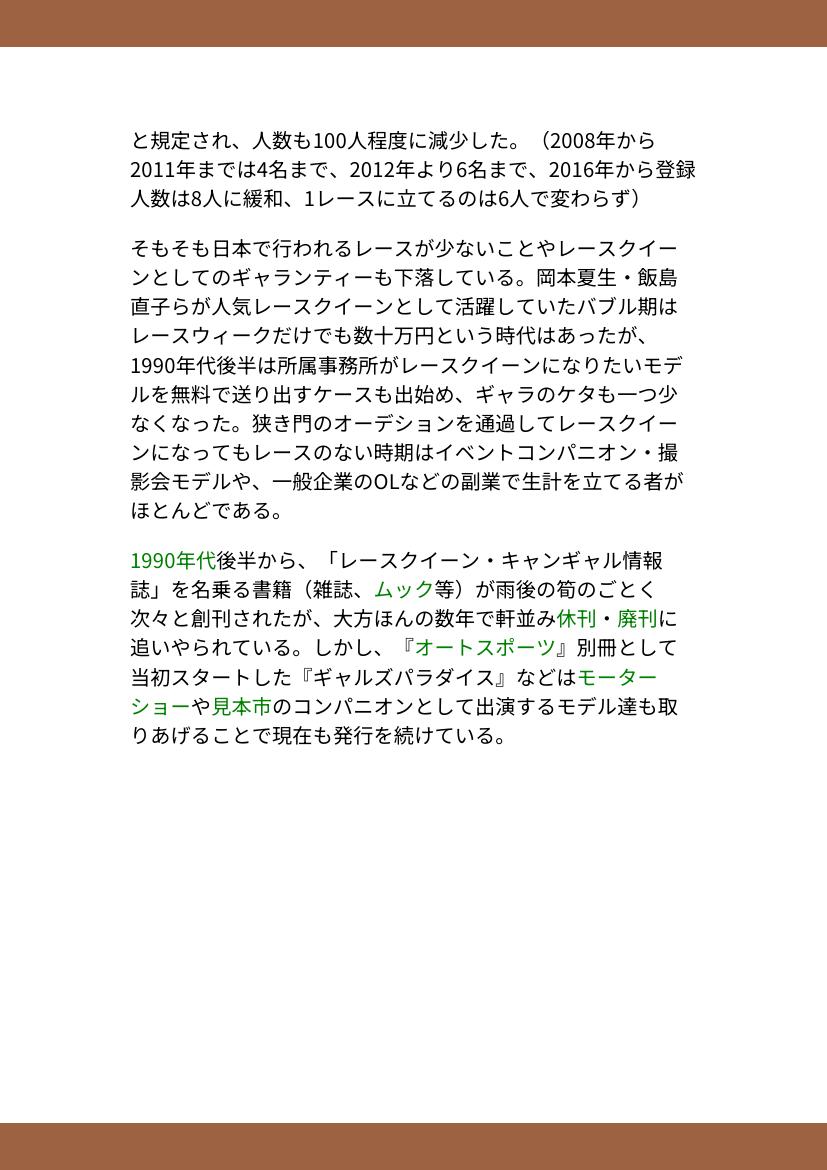 と規定され、人数も100人程度に減少した。（2008年から
2011年までは4名まで、2012年より6名まで、2016年から登録
人数は8人に緩和、1レースに立てるのは6人で変わらず）
そもそも日本で行われるレースが少ないことやレースクイー
ンとしてのギャランティーも下落している。岡本夏生・飯島
直子らが人気レースクイーンとして活躍していたバブル期は
レースウィークだけでも数十万円という時代はあったが、
1990年代後半は所属事務所がレースクイーンになりたいモデ
ルを無料で送り出すケースも出始め、ギャラのケタも一つ少
なくなった。狭き門のオーデションを通過してレースクイー
ンになってもレースのない時期はイベントコンパニオン・撮
影会モデルや、一般企業のOLなどの副業で生計を立てる者が
ほとんどである。
1990年代後半から、「レースクイーン・キャンギャル情報
誌」を名乗る書籍（雑誌、ムック等）が雨後の筍のごとく
次々と創刊されたが、大方ほんの数年で軒並み休刊・廃刊に
追いやられている。しかし、『オートスポーツ』別冊として
当初スタートした『ギャルズパラダイス』などはモーター
ショーや見本市のコンパニオンとして出演するモデル達も取
りあげることで現在も発行を続けている。